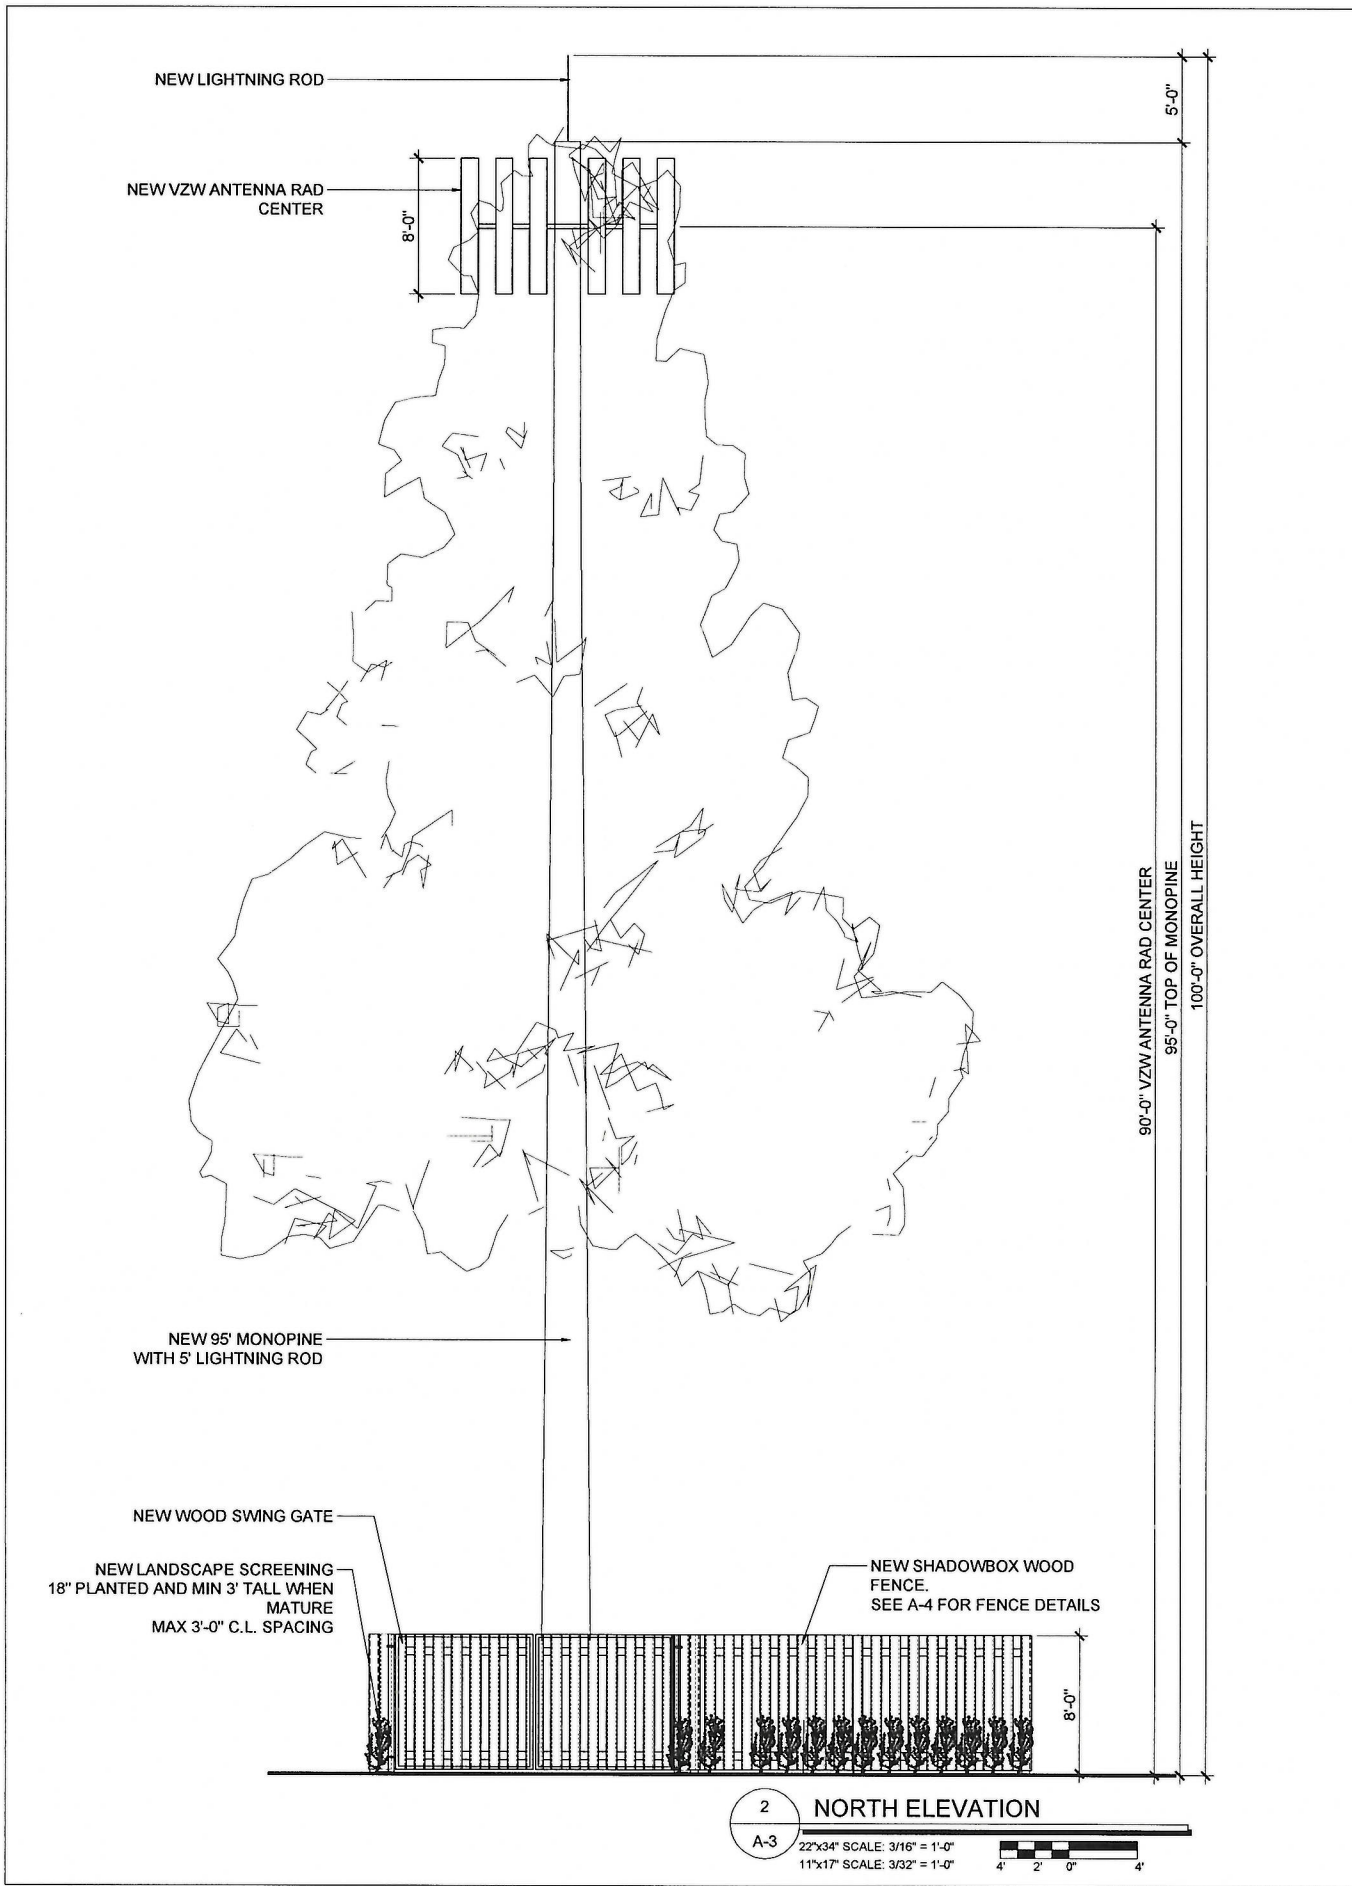 NEW LIGHTNING ROD
5'-0"
NEW VZW ANTENNA RAD
CENTER
8'-0"
90'-0" VZW ANTENNA RAD CENTER
95'-0" TOP OF MONOPINE
100'-0" OVERALL HEIGHT
NEW 95' MONOPINE
WITH 5' LIGHTNING ROD
NEW WOOD SWING GATE
NEW LANDSCAPE SCREENING
18" PLANTED AND MIN 3' TALL WHEN
MATURE
MAX 3'-0" C.L. SPACING
NEW SHADOWBOX WOOD
FENCE.
SEE A-4 FOR FENCE DETAILS
8'-0"
2
A-3
NORTH ELEVATION
22"x34" SCALE: 3/16" = 1'-0"
11"x17" SCALE: 3/32" = 1'-0"
4' 2' 0" 4'